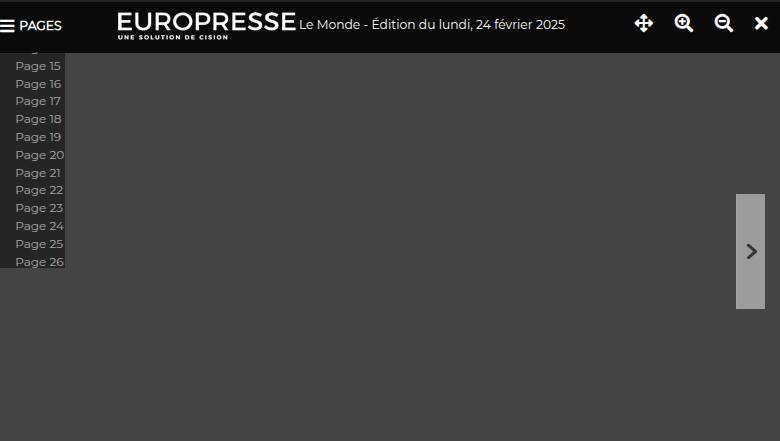 PAGES
EUROPRESSE
UNE SOLUTION DE CISION
Le Monde - Édition du lundi, 24 février 2025
Page 15
Page 16
Page 17
Page 18
Page 19
Page 20
Page 21
Page 22
Page 23
Page 24
Page 25
Page 26